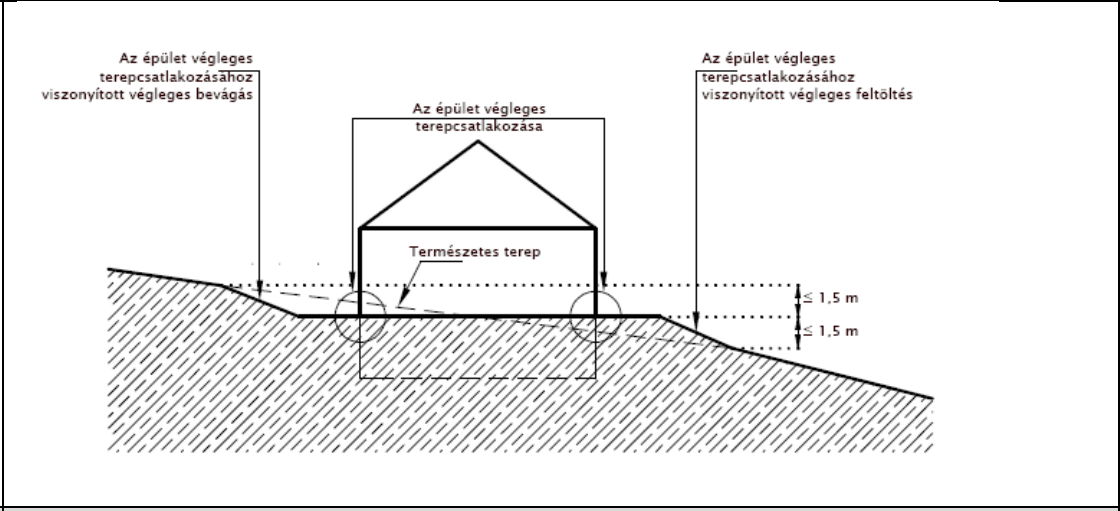 Az épület végleges
terepcsatlakozásához
viszonyított végleges bevágás
Az épület végleges
terepcsatlakozása
Az épület végleges
terepcsatlakozásához
viszonyított végleges feltöltés
Természetes terep
≤ 1,5 m
≤ 1,5 m